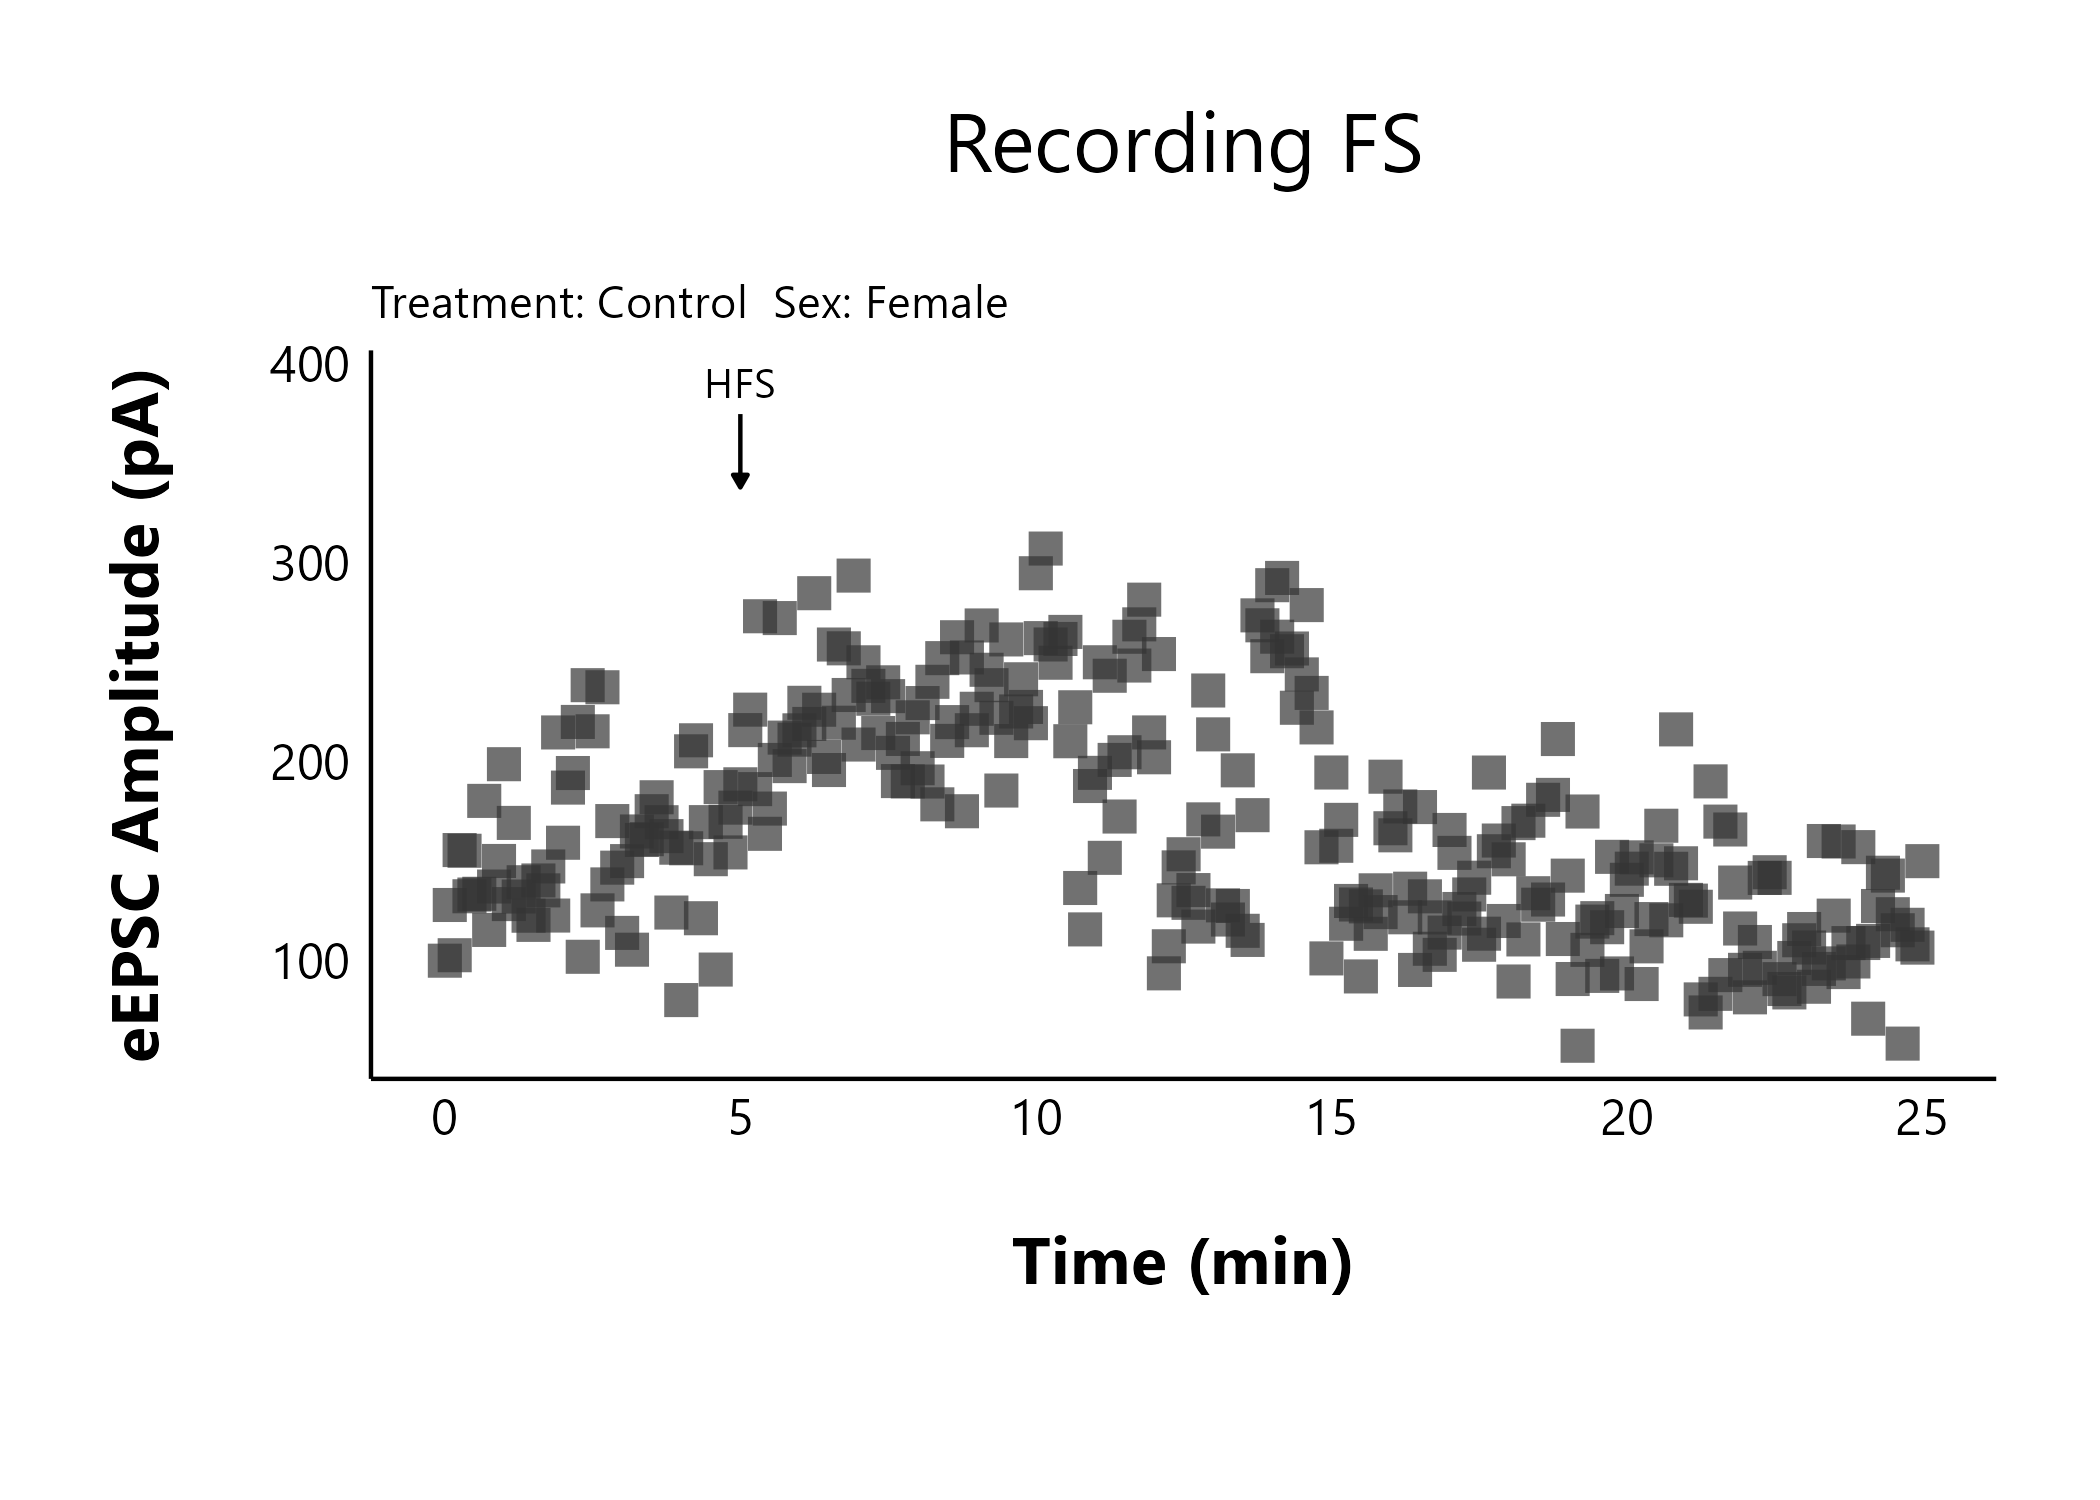 Recording FS
Treatment: Control  Sex: Female
eEPSC Amplitude (pA)
400
300
200
100
HFS
0 5 10 15 20 25
Time (min)